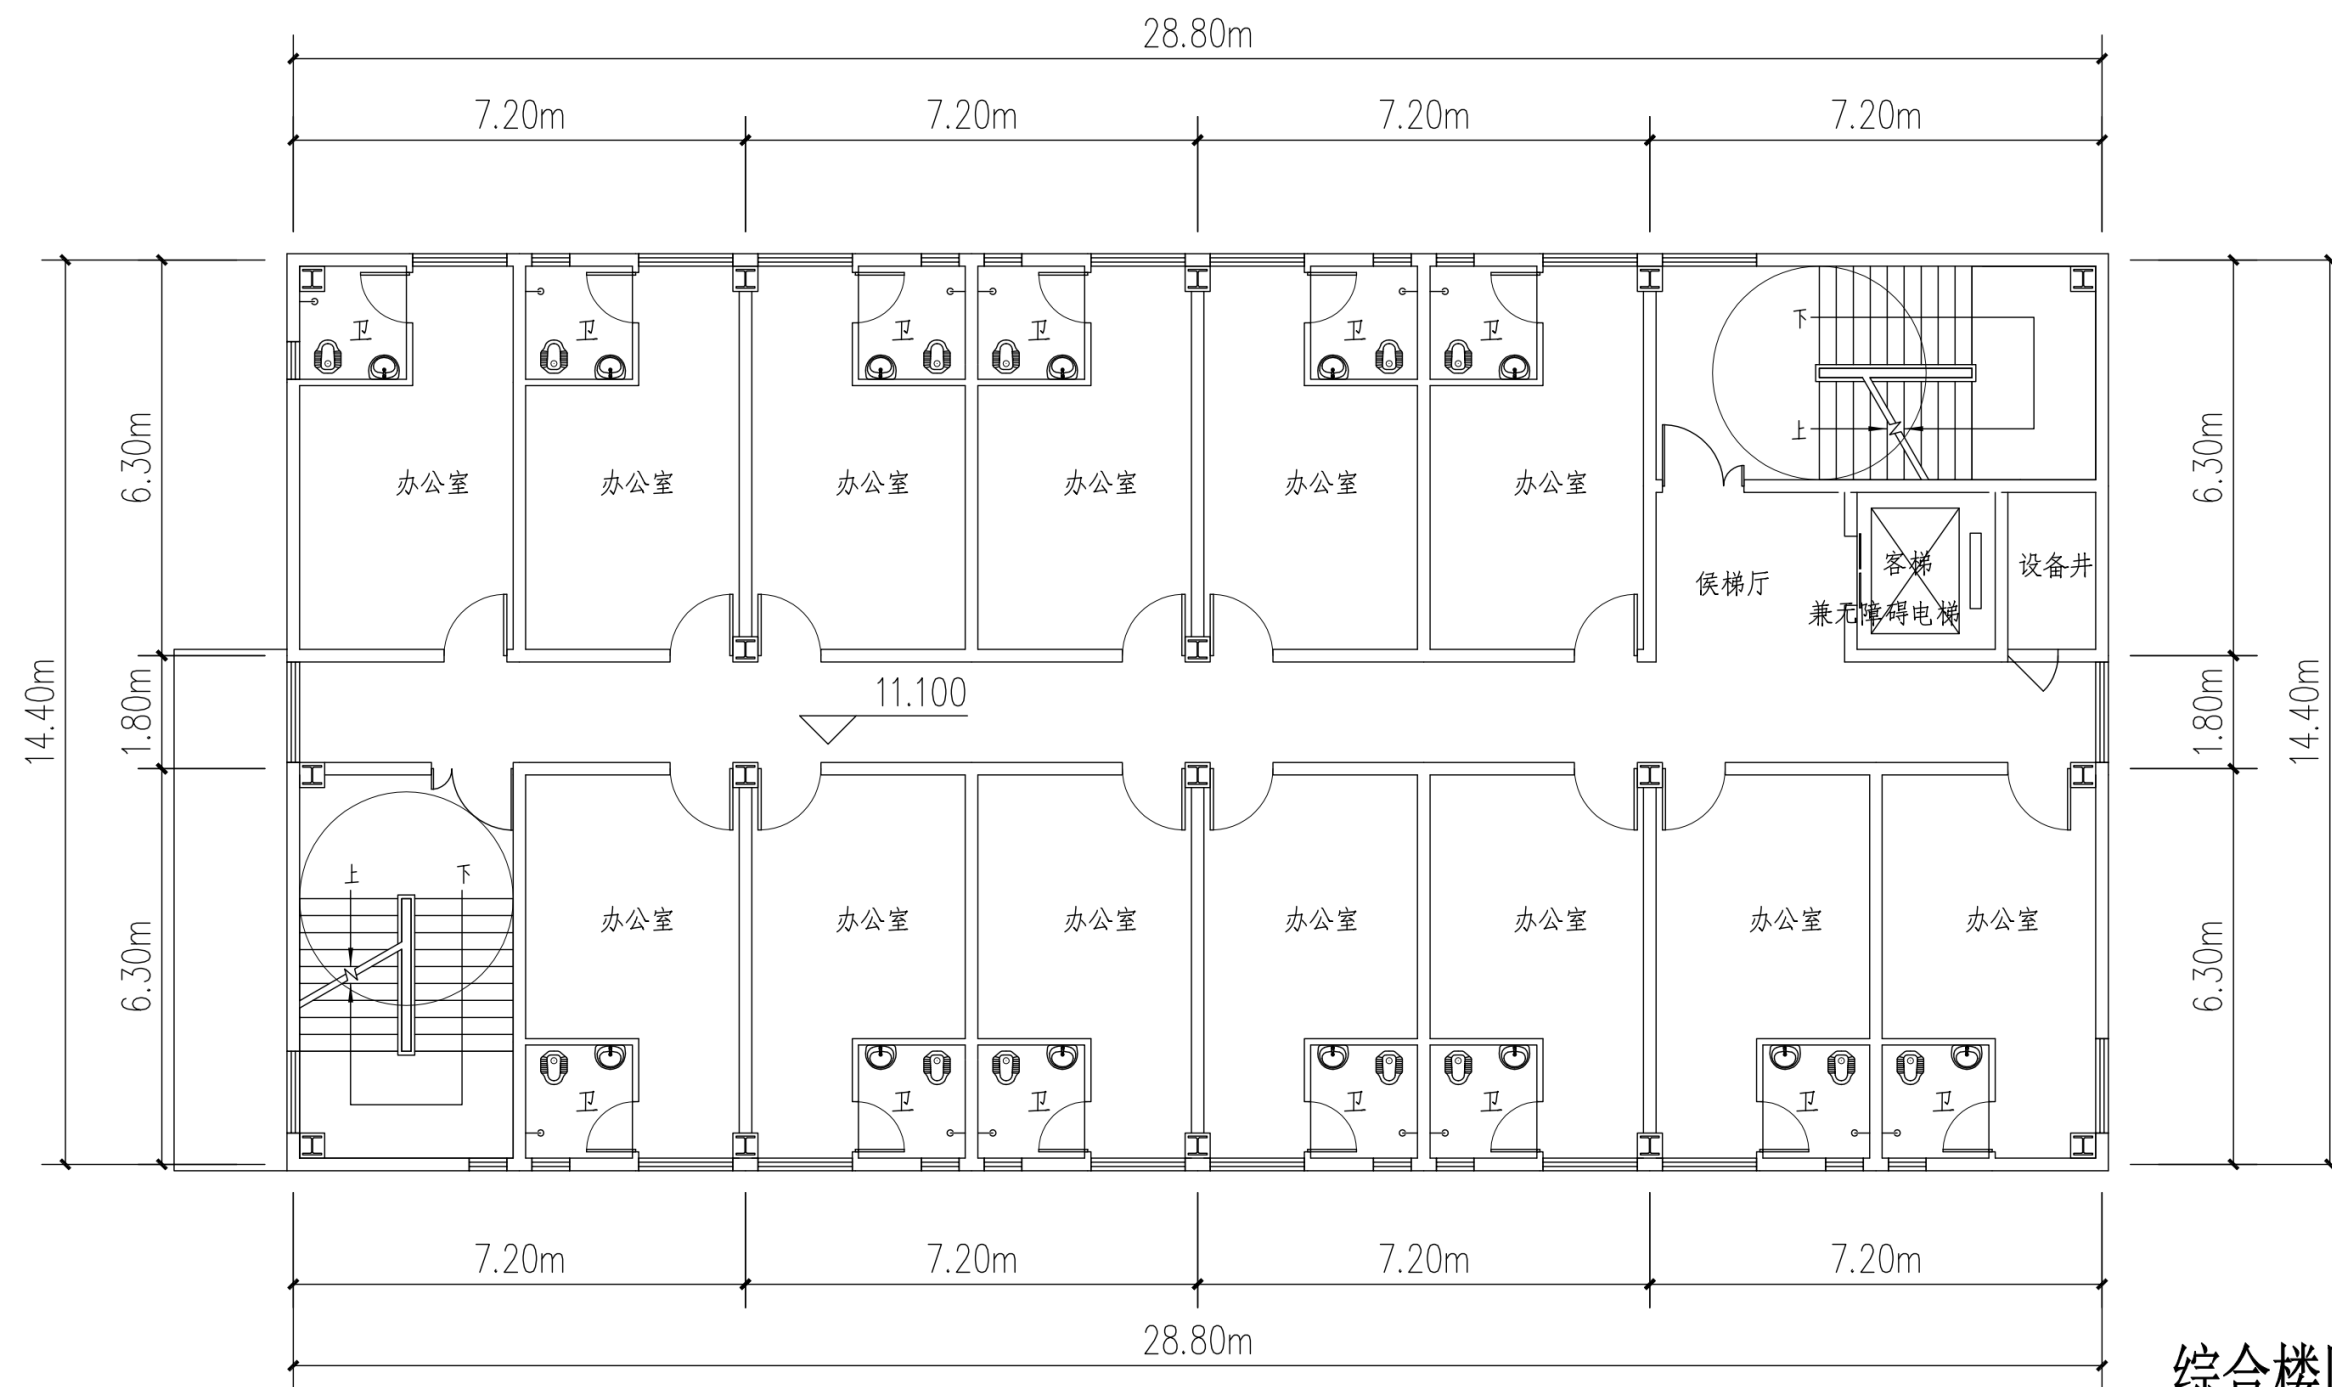 28.80m
7.20m 7.20m 7.20m 7.20m
卫 卫 卫 卫 卫 卫 下
上
6.30m 办公室 办公室 办公室 办公室 办公室 办公室 6.30m
侯梯厅 客梯 设备井
兼无障碍电梯
14.40m 1.80m 11.100 1.80m 14.40m
上 下
6.30m 办公室 办公室 办公室 办公室 办公室 办公室 办公室 6.30m
卫 卫 卫 卫 卫 卫 卫
7.20m 7.20m 7.20m 7.20m
28.80m
综合楼